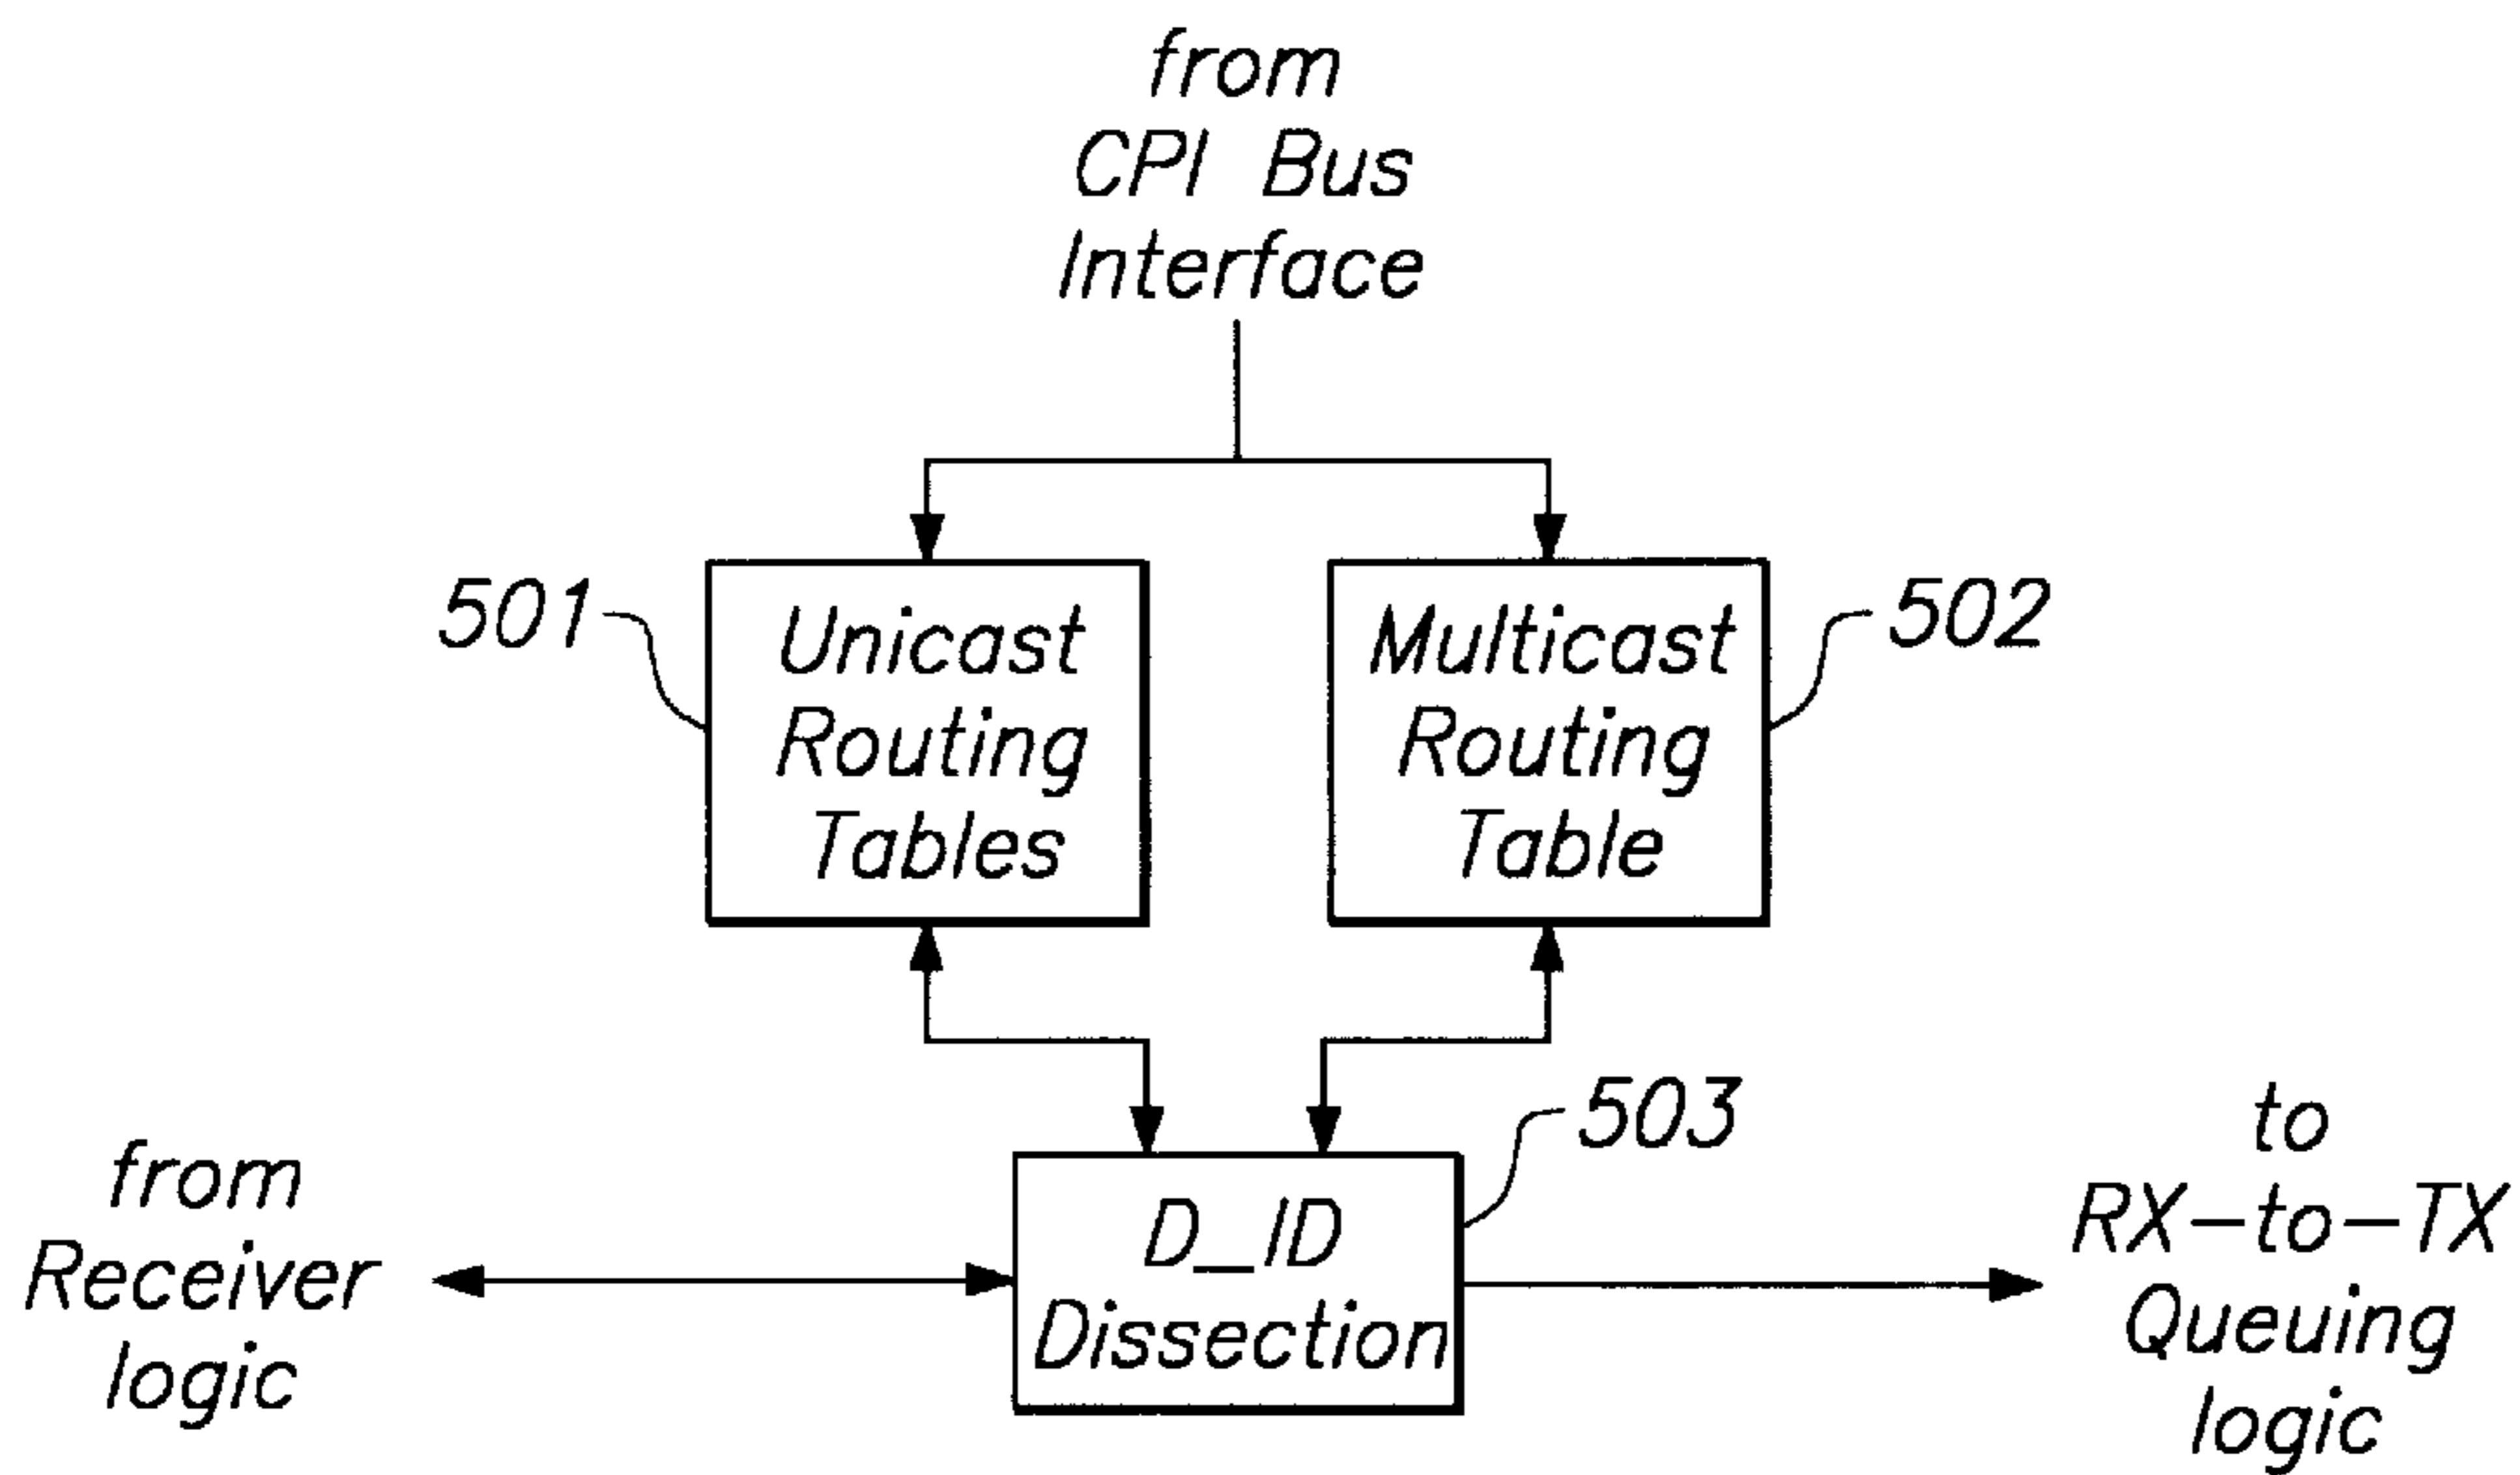 from
CPI Bus
Interface
501
Unicast
Routing
Tables
Multicast
Routing
Table
502
503
from
Receiver
logic
D_ID
Dissection
to
RX-to-TX
Queuing
logic